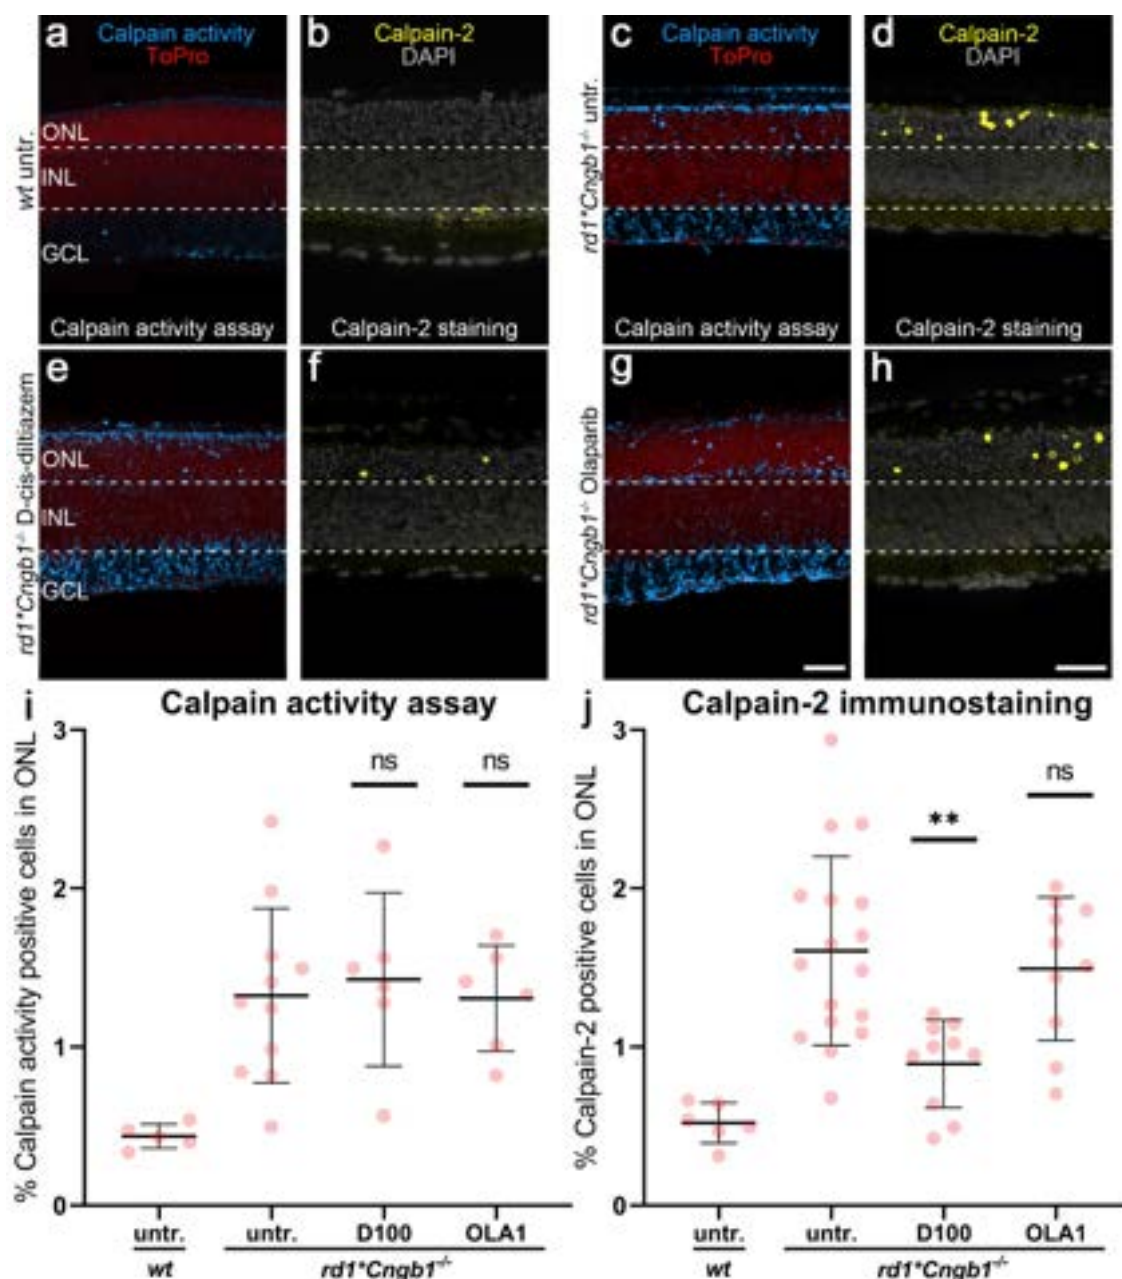 a Calpain activity
ToPro
b Calpain-2
DAPI
c Calpain activity
ToPro
d Calpain-2
DAPI
wt untr.
ONL
INL
GCL
rd1*Cngb1-/- untr.
Calpain activity assay
Calpain-2 staining
Calpain activity assay
Calpain-2 staining
e
f
g
h
rd1*Cngb1-/- D-cis-diltiazem
ONL
INL
GCL
rd1*Cngb1-/- Olaparib
i Calpain activity assay
% Calpain activity positive cells in ONL
3
2
1
0
ns
ns
untr.
untr.
D100
OLA1
wt
rd1*Cngb1-/-
j Calpain-2 immunostaining
% Calpain-2 positive cells in ONL
3
2
1
0
**
ns
untr.
untr.
D100
OLA1
wt
rd1*Cngb1-/-